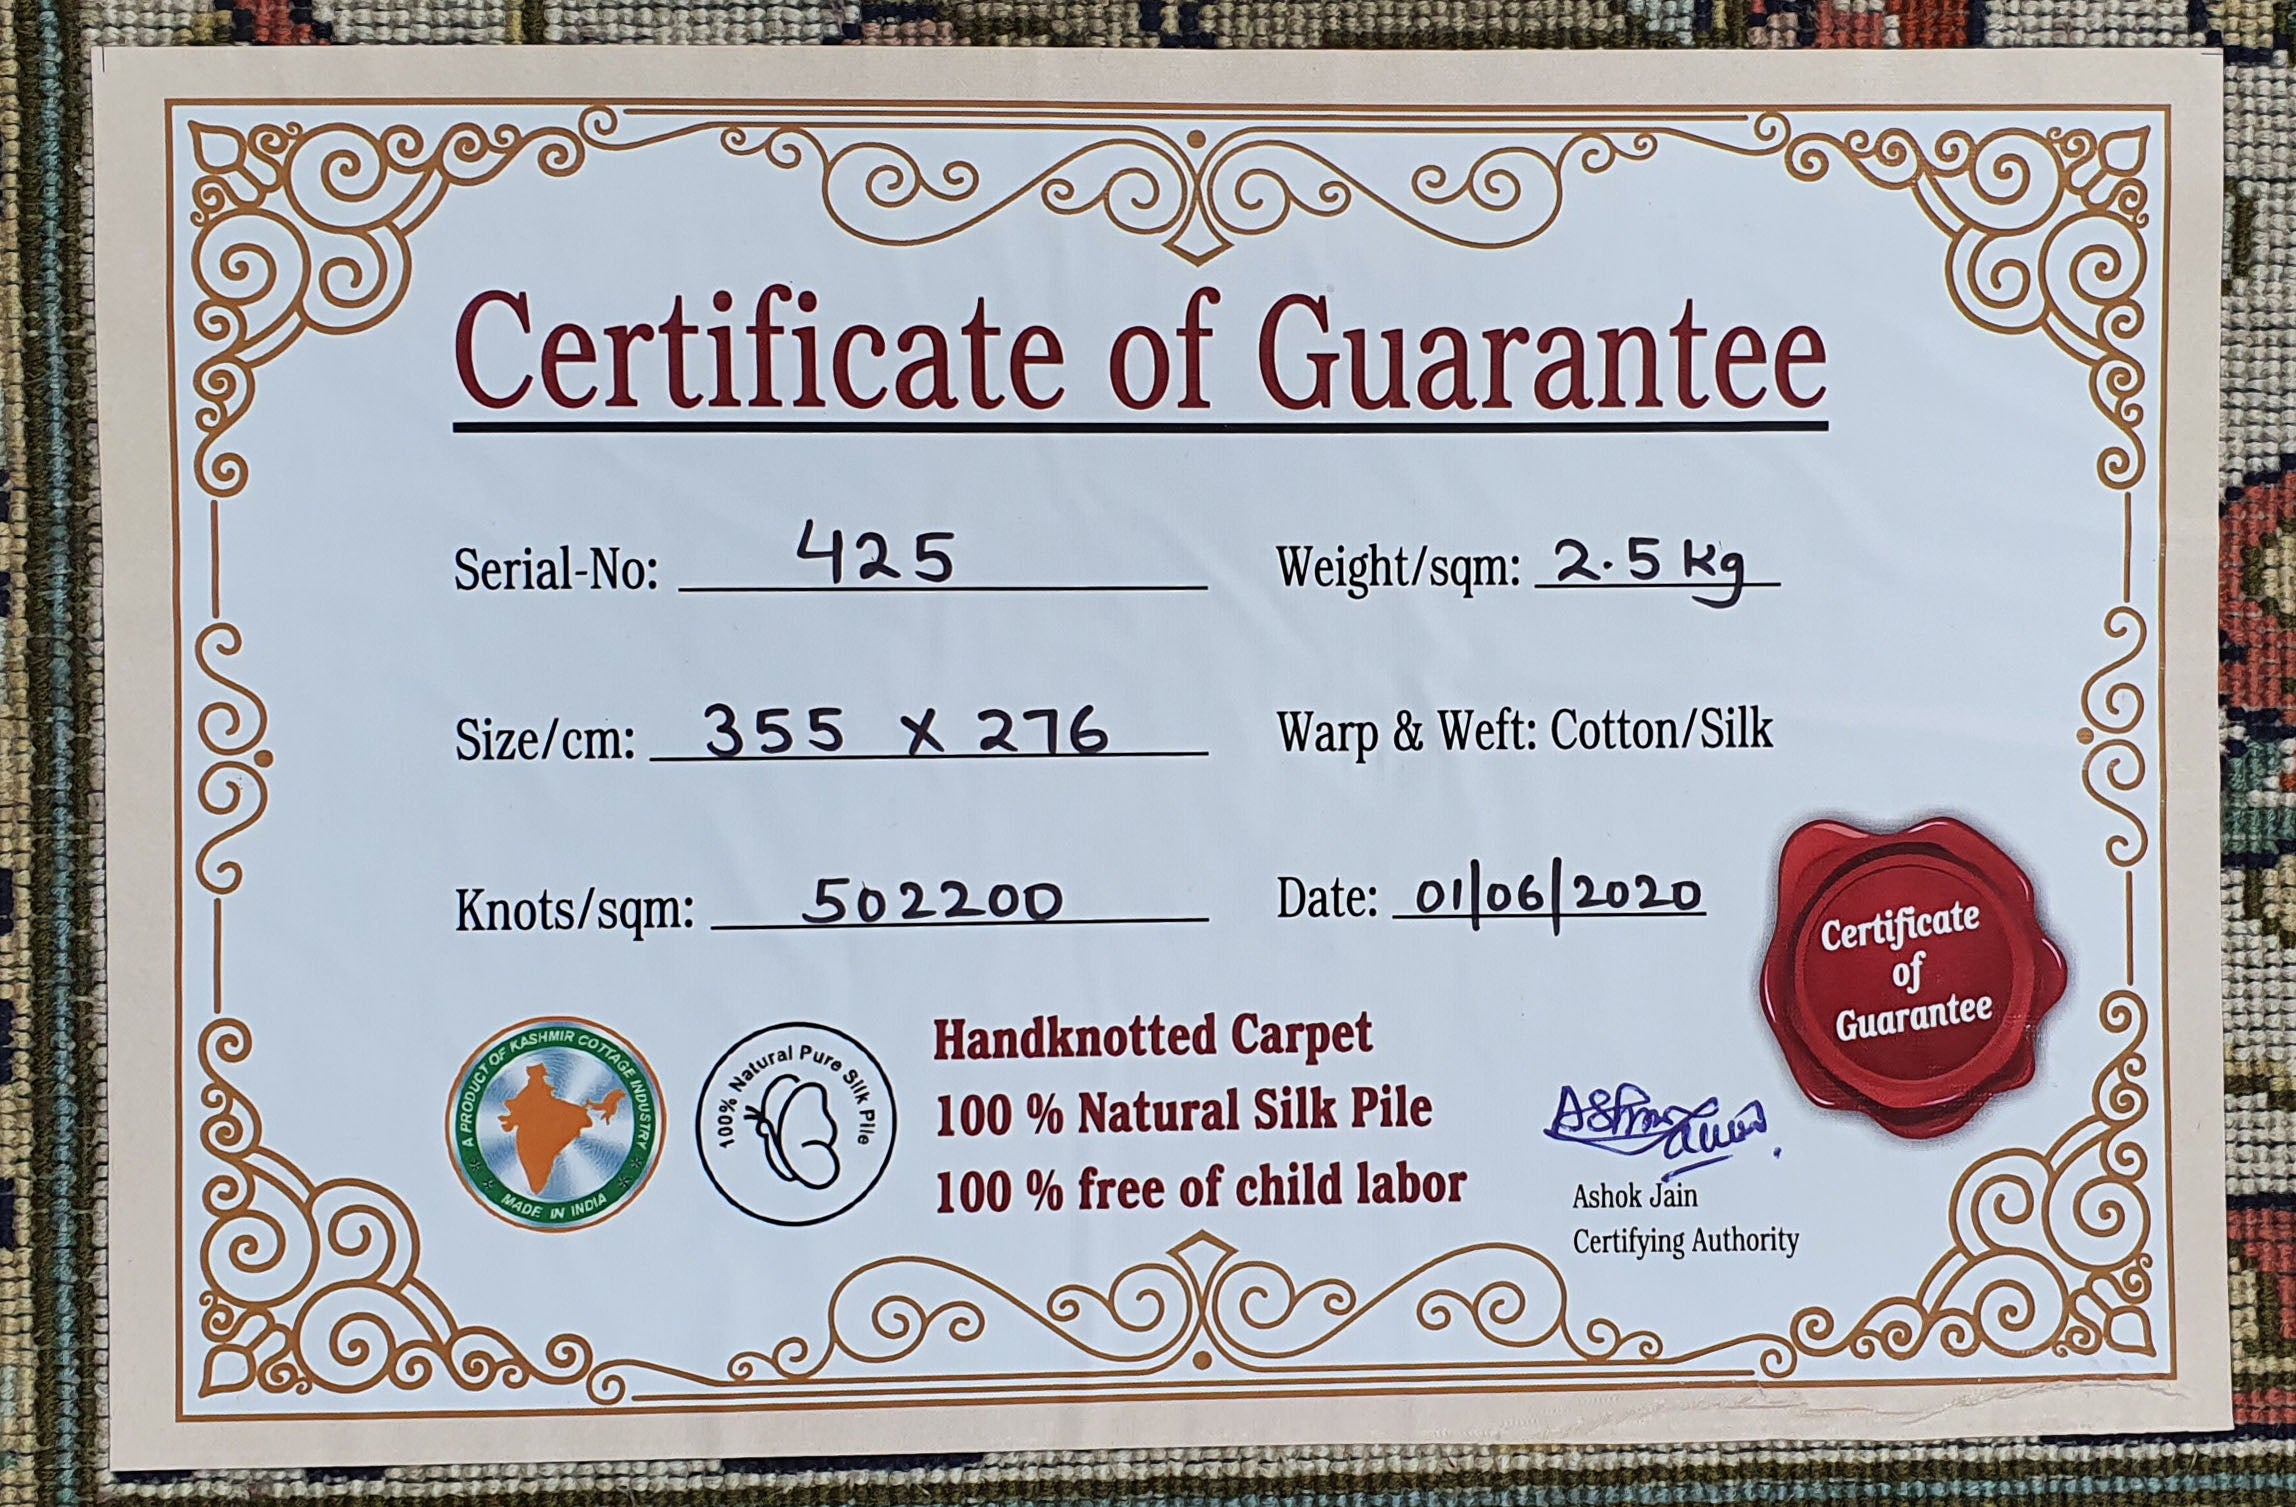 Certificate of Guarantee
Serial-No: 425
Weight/sqm: 2.5 kg
Size/cm: 355 x 276
Warp & Weft: Cotton/Silk
Knots/sqm: 502200
Date: 01/06/2020
Certificate
of
Guarantee
A PRODUCT OF KASHMIR COTTAGE INDUSTRY
MADE IN INDIA
100% Natural Pure Silk Pile
Handknotted Carpet
100 % Natural Silk Pile
100 % free of child labor
Ashok Jain
Certifying Authority